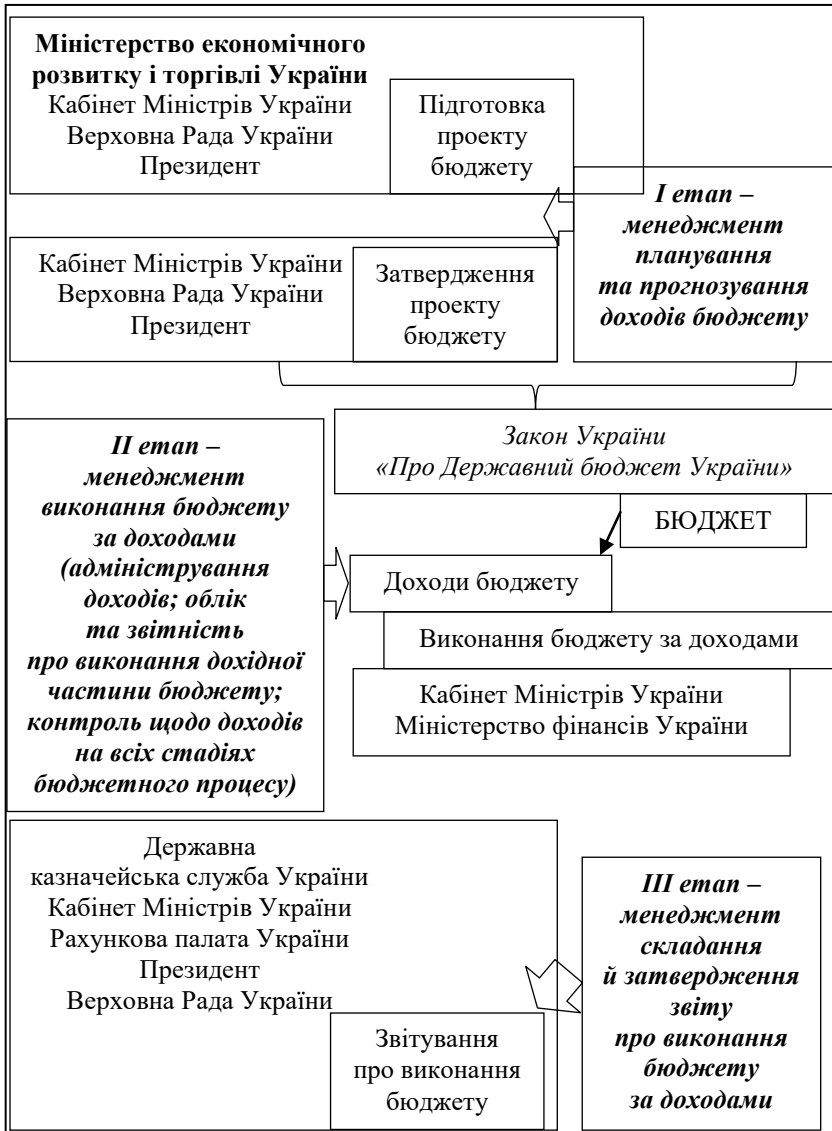 Міністерство економічного
розвитку і торгівлі України
Кабінет Міністрів України
Верховна Рада України
Президент
Підготовка
проекту
бюджету
І етап –
менеджмент
планування
та прогнозування
доходів бюджету
Кабінет Міністрів України
Верховна Рада України
Президент
Затвердження
проекту
бюджету
Закон України
«Про Державний бюджет України»
БЮДЖЕТ
ІІ етап –
менеджмент
виконання бюджету
за доходами
(адміністрування
доходів; облік
та звітність
про виконання дохідної
частини бюджету;
контроль щодо доходів
на всіх стадіях
бюджетного процесу)
Доходи бюджету
Виконання бюджету за доходами
Кабінет Міністрів України
Міністерство фінансів України
Державна
казначейська служба України
Кабінет Міністрів України
Рахункова палата України
Президент
Верховна Рада України
Звітування
про виконання
бюджету
ІІІ етап –
менеджмент
складання
й затвердження
звіту
про виконання
бюджету
за доходами